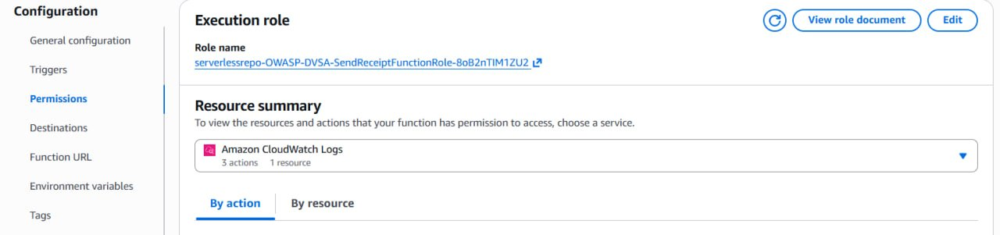 Configuration
General configuration
Triggers
Permissions
Destinations
Function URL
Environment variables
Tags
Execution role
View role document
Edit
Role name
serverlessrepo-OWASP-DVSA-SendReceiptFunctionRole-8oB2nTIM1ZU2
Resource summary
To view the resources and actions that your function has permission to access, choose a service.
Amazon CloudWatch Logs
3 actions 1 resource
By action
By resource